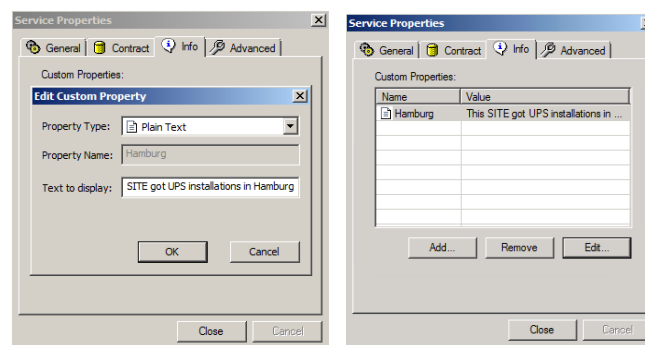 Service Properties
General Contract Info Advanced
Custom Properties:
Edit Custom Property
Property Type: Plain Text
Property Name: Hamburg
Text to display: SITE got UPS installations in Hamburg
OK Cancel
Close Cancel
Service Properties
General Contract Info Advanced
Custom Properties:
Name Value
Hamburg This SITE got UPS installations in ...
Add... Remove Edit...
Close Cancel